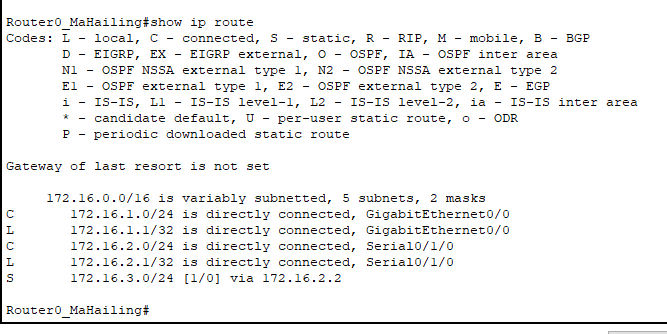 Router0_MaHailing#show ip route
Codes: L - local, C - connected, S - static, R - RIP, M - mobile, B - BGP
       D - EIGRP, EX - EIGRP external, O - OSPF, IA - OSPF inter area
       N1 - OSPF NSSA external type 1, N2 - OSPF NSSA external type 2
       E1 - OSPF external type 1, E2 - OSPF external type 2, E - EGP
       i - IS-IS, L1 - IS-IS level-1, L2 - IS-IS level-2, ia - IS-IS inter area
       * - candidate default, U - per-user static route, o - ODR
       P - periodic downloaded static route
Gateway of last resort is not set
     172.16.0.0/16 is variably subnetted, 5 subnets, 2 masks
C       172.16.1.0/24 is directly connected, GigabitEthernet0/0
L       172.16.1.1/32 is directly connected, GigabitEthernet0/0
C       172.16.2.0/24 is directly connected, Serial0/1/0
L       172.16.2.1/32 is directly connected, Serial0/1/0
S       172.16.3.0/24 [1/0] via 172.16.2.2
Router0_MaHailing#